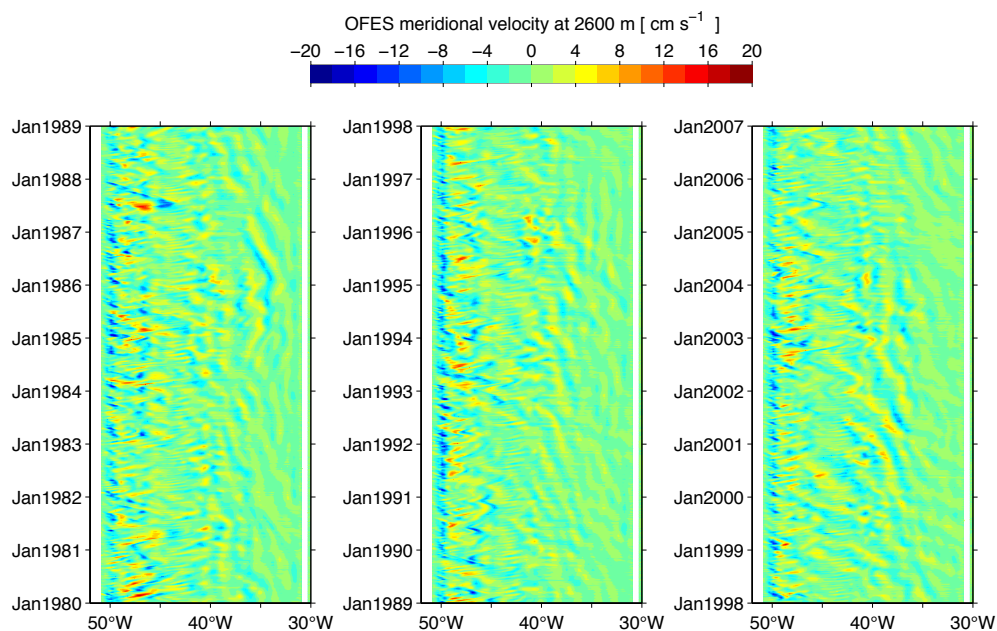 OFES meridional velocity at 2600 m [ cm s⁻¹ ]
−20 −16 −12 −8 −4 0 4 8 12 16 20
Jan1989
Jan1988
Jan1987
Jan1986
Jan1985
Jan1984
Jan1983
Jan1982
Jan1981
Jan1980
50°W 40°W 30°W
Jan1998
Jan1997
Jan1996
Jan1995
Jan1994
Jan1993
Jan1992
Jan1991
Jan1990
Jan1989
50°W 40°W 30°W
Jan2007
Jan2006
Jan2005
Jan2004
Jan2003
Jan2002
Jan2001
Jan2000
Jan1999
Jan1998
50°W 40°W 30°W